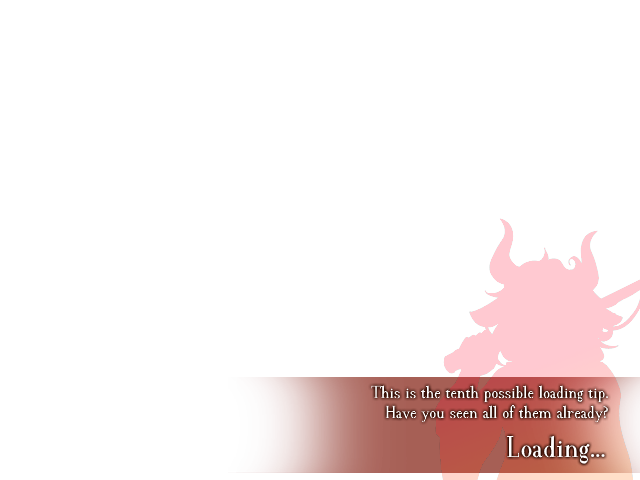 This is the tenth possible loading tip.
Have you seen all of them already?
Loading...